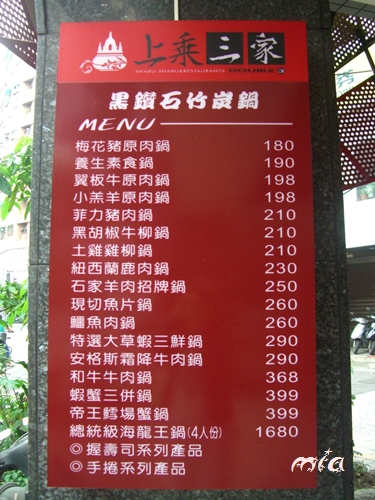 上乘三家
SHABU-SHABU&RESTAURANTS DOUBLE-3
黑鑽石竹炭鍋
MENU
梅花豬原肉鍋 180
養生素食鍋 190
翼板牛原肉鍋 198
小羔羊原肉鍋 198
菲力豬肉鍋 210
黑胡椒牛柳鍋 210
土雞雞柳鍋 210
紐西蘭鹿肉鍋 230
石家羊肉招牌鍋 250
現切魚片鍋 260
鱷魚肉鍋 260
特選大草蝦三鮮鍋 290
安格斯霜降牛肉鍋 290
和牛牛肉鍋 368
蝦蟹三併鍋 399
帝王鱈場蟹鍋 399
總統級海龍王鍋(4人份) 1680
◎握壽司系列產品
◎手捲系列產品
mia